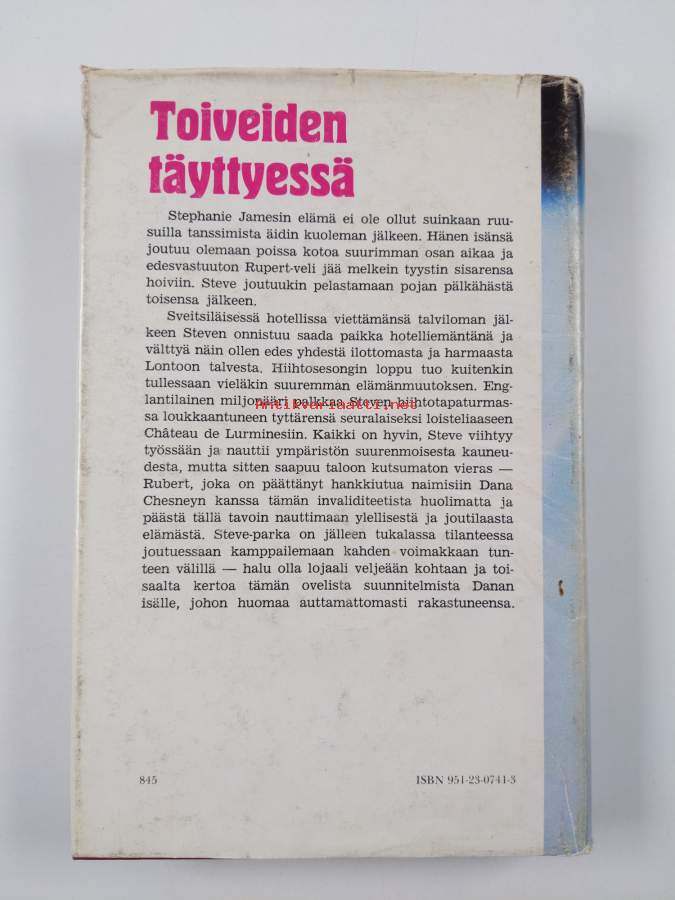 Toiveiden
täyttyessä
Stephanie Jamesin elämä ei ole ollut suinkaan ruu-
suilla tanssimista äidin kuoleman jälkeen. Hänen isänsä
joutuu olemaan poissa kotoa suurimman osan aikaa ja
edesvastuuton Rupert-veli jää melkein tyystin sisarensa
hoiviin. Steve joutuukin pelastamaan pojan pälkähästä
toisensa jälkeen.
Sveitsiläisessä hotellissa viettämänsä talviloman jäl-
keen Steven onnistuu saada paikka hotelliemäntänä ja
välttyä näin ollen edes yhdestä ilottomasta ja harmaasta
Lontoon talvesta. Hiihtosesongin loppu tuo kuitenkin
tullessaan vieläkin suuremman elämänmuutoksen. Eng-
lantilainen miljonääri palkkaa Steven hiihtotapaturmas-
Antikvariaatti.net
sa loukkaantuneen tyttärensä seuralaiseksi loisteliaaseen
Château de Lurminesiin. Kaikki on hyvin, Steve viihtyy
työssään ja nauttii ympäristön suurenmoisesta kauneu-
desta, mutta sitten saapuu taloon kutsumaton vieras —
Rubert, joka on päättänyt hankkiutua naimisiin Dana
Chesneyn kanssa tämän invaliditeetista huolimatta ja
päästä tällä tavoin nauttimaan ylellisestä ja joutilaasta
elämästä. Steve-parka on jälleen tukalassa tilanteessa
joutuessaan kamppailemaan kahden voimakkaan tun-
teen välillä — halu olla lojaali veljeään kohtaan ja toi-
saalta kertoa tämän ovelista suunnitelmista Danan
isälle, johon huomaa auttamattomasti rakastuneensa.
845
ISBN 951-23-0741-3